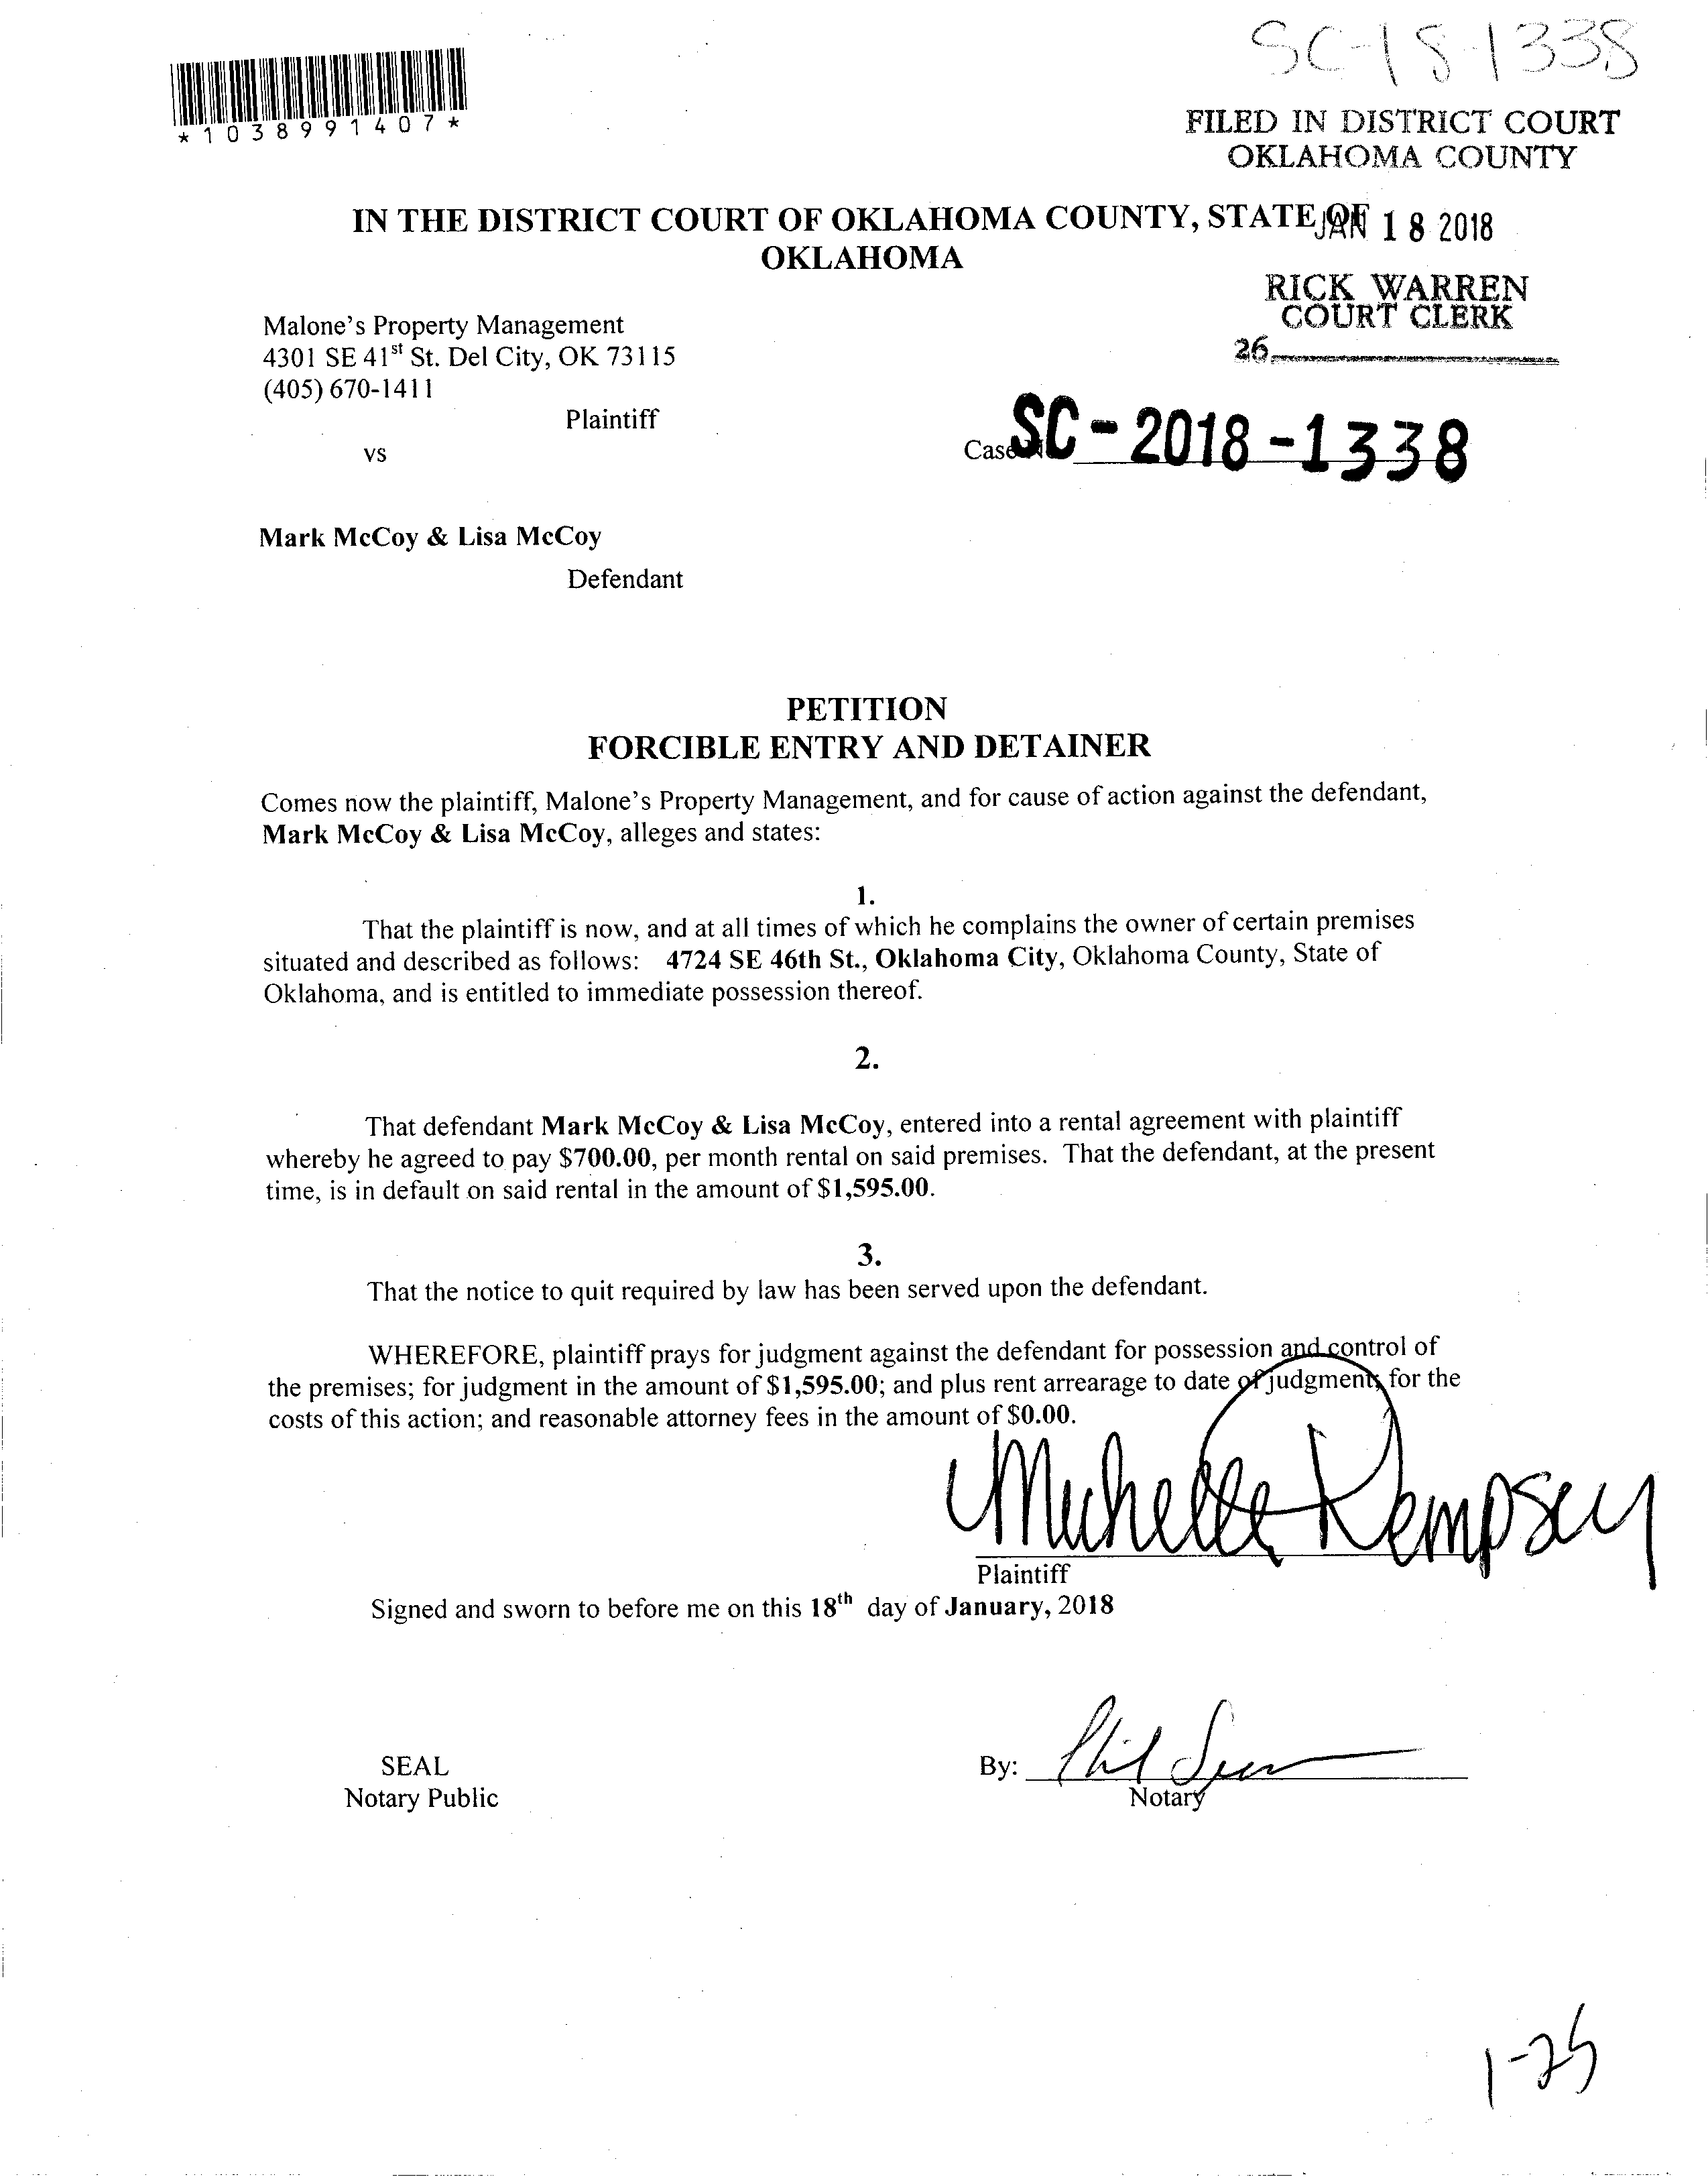 SC-18-1338
*1038991407*
FILED IN DISTRICT COURT
OKLAHOMA COUNTY
IN THE DISTRICT COURT OF OKLAHOMA COUNTY, STATE OF
OKLAHOMA
JAN 18 2018
RICK WARREN
COURT CLERK
26
Malone's Property Management
4301 SE 41st St. Del City, OK 73115
(405) 670-1411
Plaintiff
vs
Case
SC-2018-1338
Mark McCoy & Lisa McCoy
Defendant
PETITION
FORCIBLE ENTRY AND DETAINER
Comes now the plaintiff, Malone's Property Management, and for cause of action against the defendant,
Mark McCoy & Lisa McCoy, alleges and states:
1.
That the plaintiff is now, and at all times of which he complains the owner of certain premises
situated and described as follows: 4724 SE 46th St., Oklahoma City, Oklahoma County, State of
Oklahoma, and is entitled to immediate possession thereof.
2.
That defendant Mark McCoy & Lisa McCoy, entered into a rental agreement with plaintiff
whereby he agreed to pay $700.00, per month rental on said premises. That the defendant, at the present
time, is in default on said rental in the amount of $1,595.00.
3.
That the notice to quit required by law has been served upon the defendant.
WHEREFORE, plaintiff prays for judgment against the defendant for possession and control of
the premises; for judgment in the amount of $1,595.00; and plus rent arrearage to date of judgment; for the
costs of this action; and reasonable attorney fees in the amount of $0.00.
Michelle Kempsey
Plaintiff
Signed and sworn to before me on this 18th day of January, 2018
SEAL
Notary Public
By: Phil
Notary
1-25